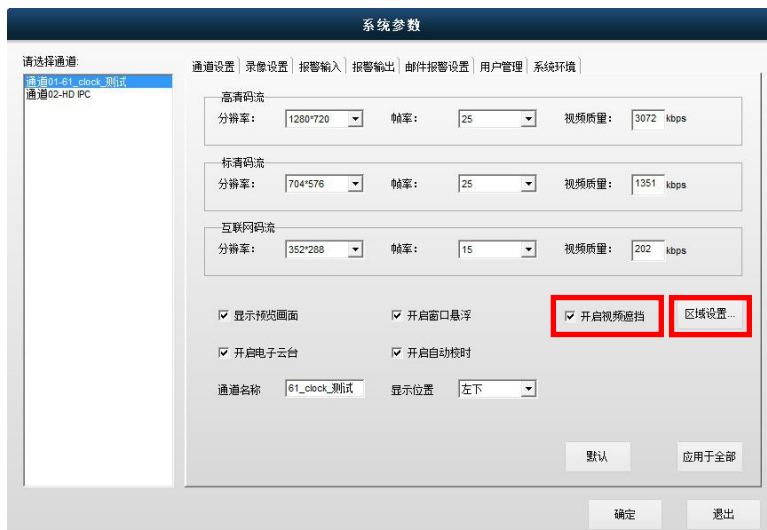 系统参数
请选择通道:
通道01-61_clock_测试
通道02-HD IPC
通道设置 录像设置 报警输入 报警输出 邮件报警设置 用户管理 系统环境
高清码流
分辨率: 1280*720 帧率: 25 视频质量: 3072 kbps
标清码流
分辨率: 704*576 帧率: 25 视频质量: 1351 kbps
互联网码流
分辨率: 352*288 帧率: 15 视频质量: 202 kbps
显示预览画面 开启窗口悬浮 开启视频遮挡 区域设置...
开启电子云台 开启自动校时
通道名称 61_clock_测试 显示位置 左下
默认 应用于全部
确定 退出